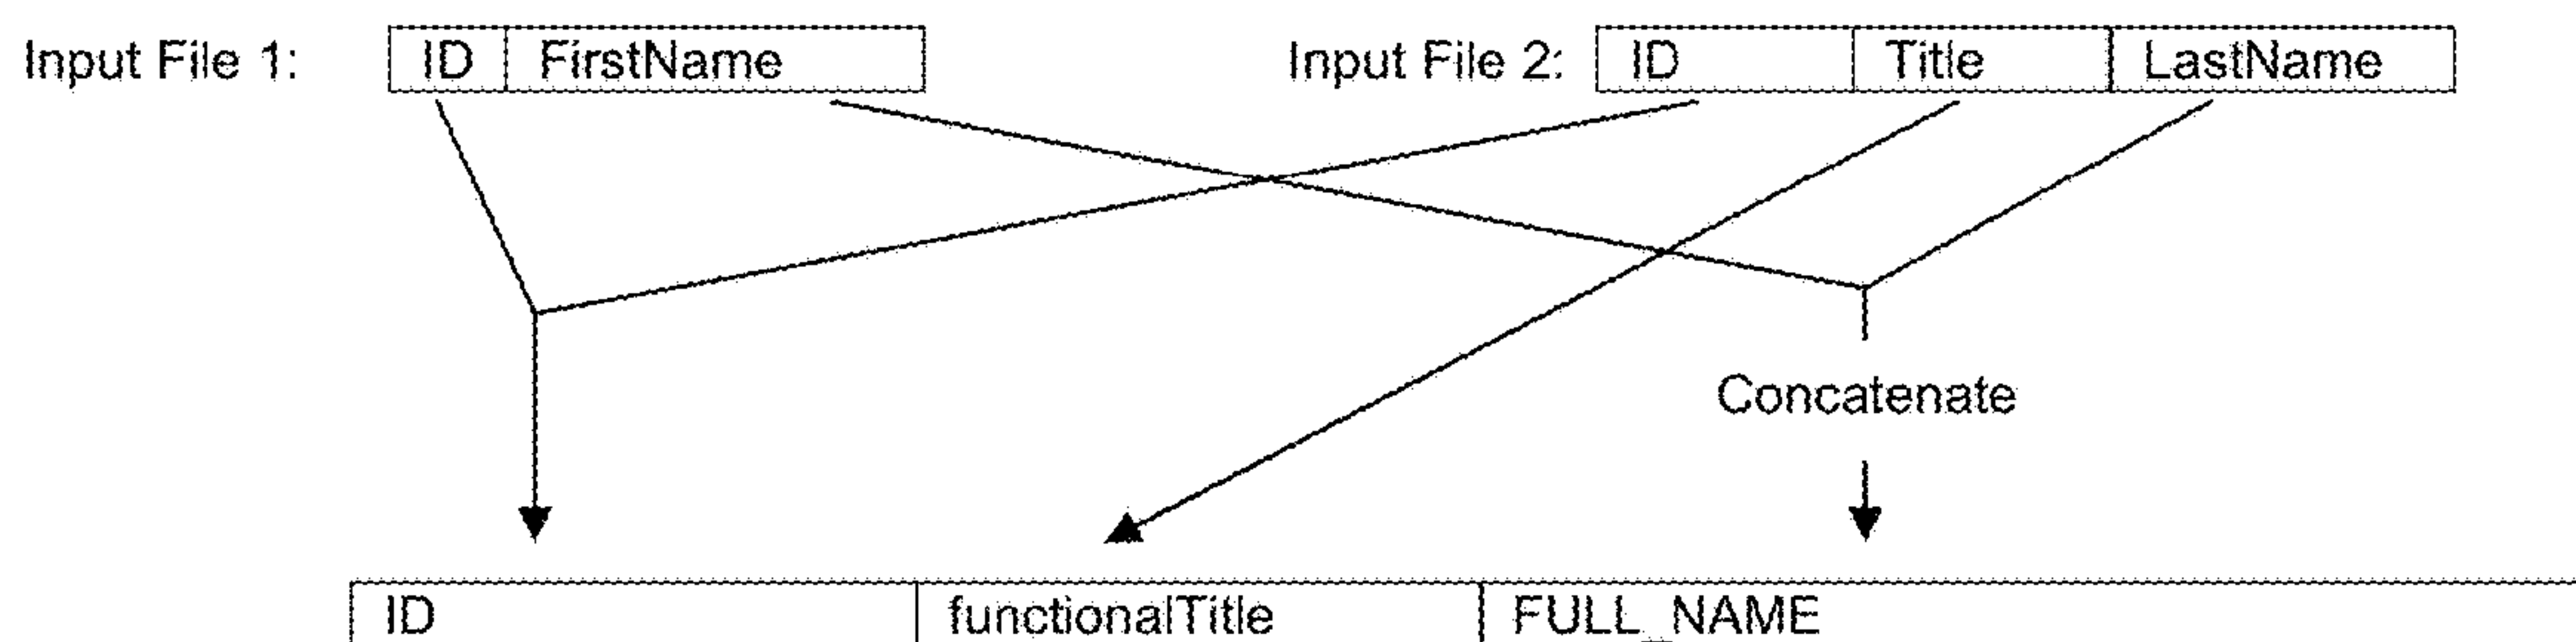 Input File 1: ID FirstName Input File 2: ID Title LastName
Concatenate
ID functionalTitle FULL_NAME